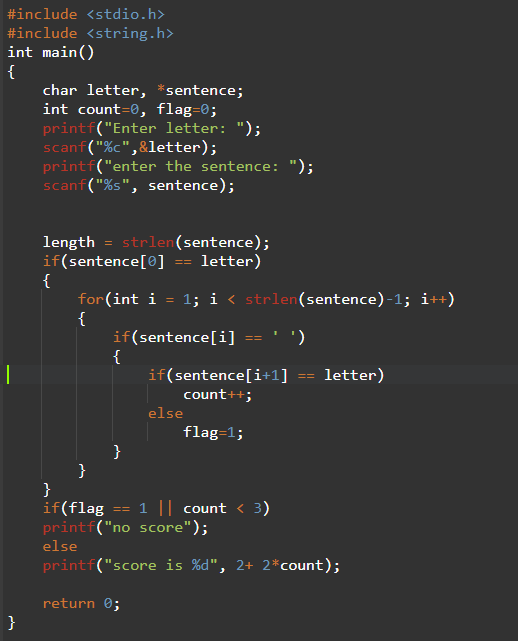 #include <stdio.h>
#include <string.h>
int main()
{
    char letter, *sentence;
    int count=0, flag=0;
    printf("Enter letter: ");
    scanf("%c",&letter);
    printf("enter the sentence: ");
    scanf("%s", sentence);
    length = strlen(sentence);
    if(sentence[0] == letter)
    {
        for(int i = 1; i < strlen(sentence)-1; i++)
        {
            if(sentence[i] == ' ')
            {
                if(sentence[i+1] == letter)
                    count++;
                else
                    flag=1;
            }
        }
    }
    if(flag == 1 || count < 3)
    printf("no score");
    else
    printf("score is %d", 2+ 2*count);
    return 0;
}